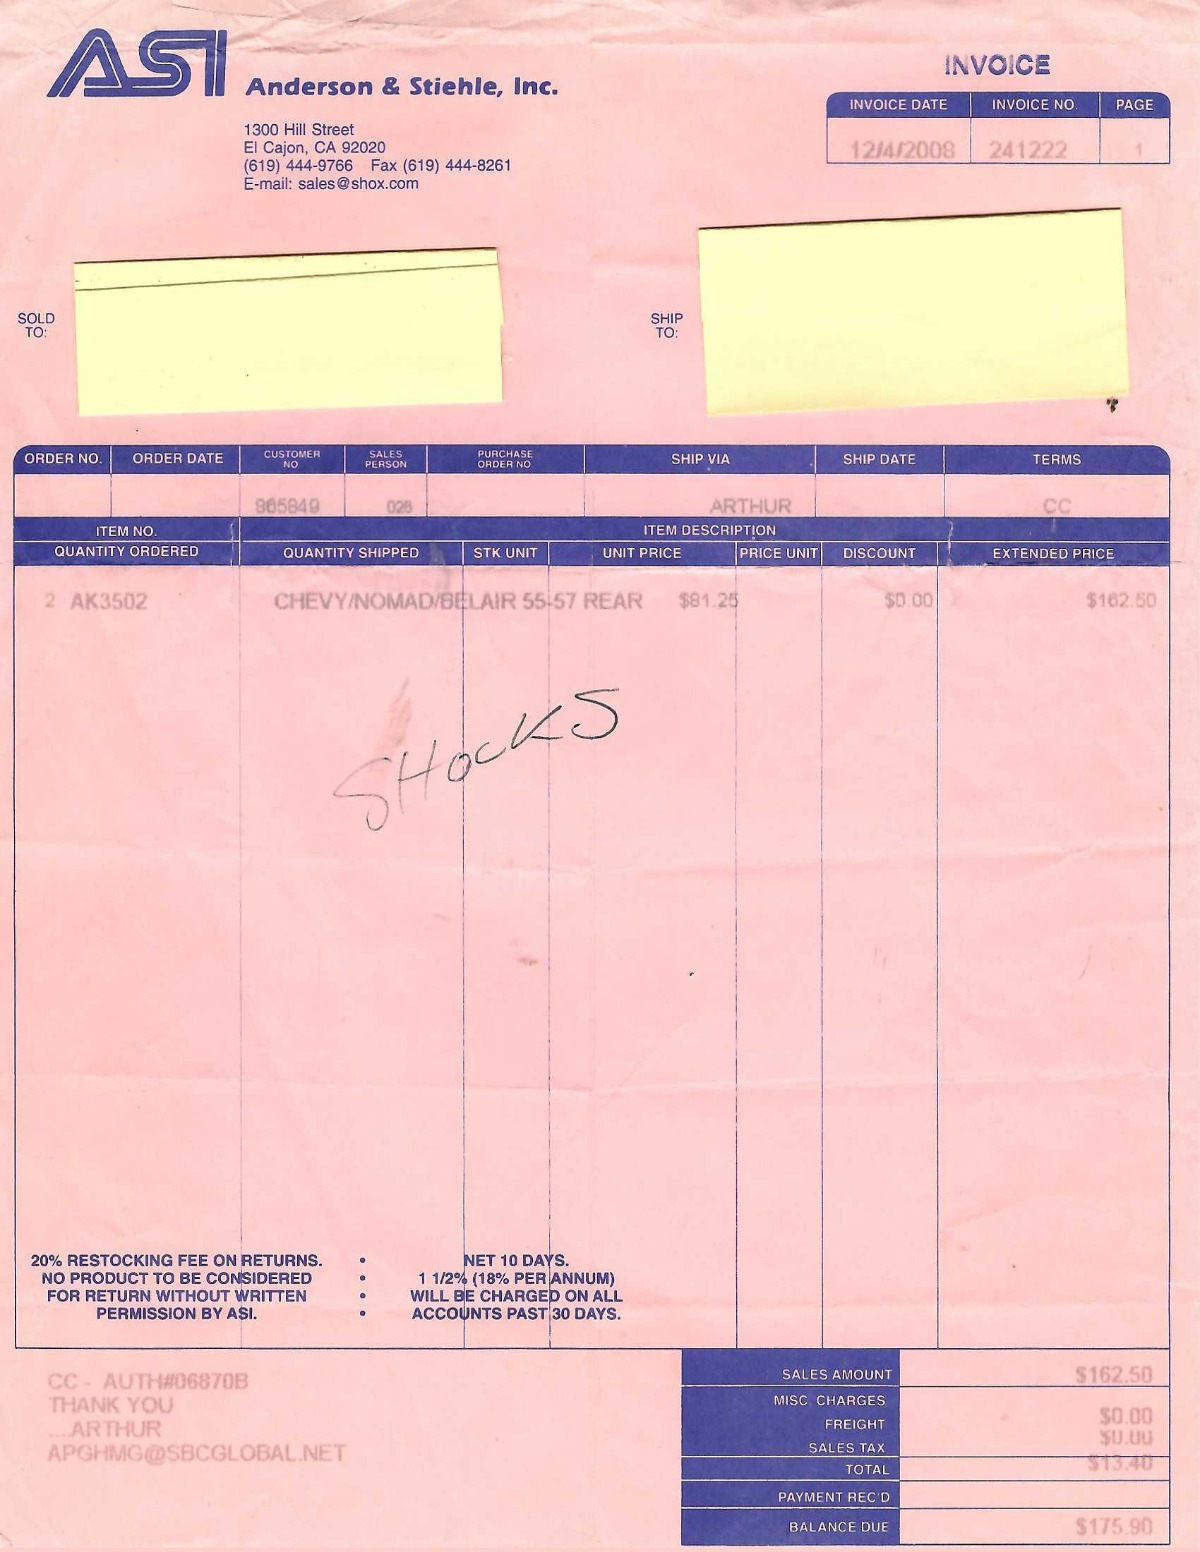 ASI Anderson & Stiehle, Inc.
1300 Hill Street
El Cajon, CA 92020
(619) 444-9766 Fax (619) 444-8261
E-mail: sales@shox.com
INVOICE
INVOICE DATE INVOICE NO. PAGE
12/4/2008 241222 1
SOLD TO:
SHIP TO:
ORDER NO. ORDER DATE CUSTOMER NO SALES PERSON PURCHASE ORDER NO SHIP VIA SHIP DATE TERMS
865849 026 ARTHUR CC
ITEM NO. ITEM DESCRIPTION
QUANTITY ORDERED QUANTITY SHIPPED STK UNIT UNIT PRICE PRICE UNIT DISCOUNT EXTENDED PRICE
2 AK3502 CHEVY/NOMAD/BELAIR 55-57 REAR $81.25 $0.00 $162.50
SHOCKS
20% RESTOCKING FEE ON RETURNS. • NET 10 DAYS.
NO PRODUCT TO BE CONSIDERED • 1 1/2% (18% PER ANNUM)
FOR RETURN WITHOUT WRITTEN • WILL BE CHARGED ON ALL
PERMISSION BY ASI. • ACCOUNTS PAST 30 DAYS.
CC - AUTH#06870B
THANK YOU
...ARTHUR
APGHMG@SBCGLOBAL.NET
SALES AMOUNT $162.50
MISC CHARGES $0.00
FREIGHT $0.00
SALES TAX $13.40
TOTAL
PAYMENT REC'D
BALANCE DUE $175.90